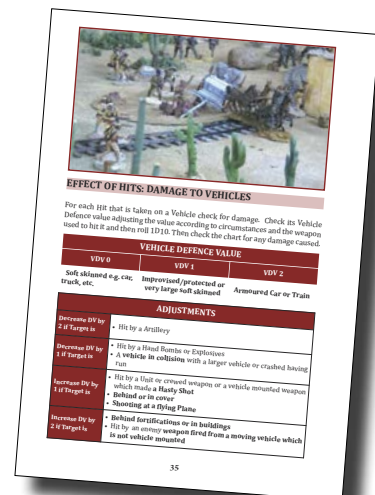 EFFECT OF HITS: DAMAGE TO VEHICLES
For each Hit that is taken on a Vehicle check for damage. Check its Vehicle
Defence value adjusting the value according to circumstances and the weapon
used to hit it and then roll 1D10. Then check the chart for any damage caused.
VEHICLE DEFENCE VALUE
VDV 0 VDV 1 VDV 2
Soft skinned e.g. car,
truck, etc.
Improvised/protected or
very large soft skinned
Armoured Car or Train
ADJUSTMENTS
Decrease DV by
2 if Target is
• Hit by a Artillery
Decrease DV by
1 if Target is
• Hit by a Hand Bombs or Explosives
• A vehicle in collision with a larger vehicle or crashed having
run
Increase DV by
1 if Target is
• Hit by a Unit or crewed weapon or a vehicle mounted weapon
which made a Hasty Shot
• Behind or in cover
• Shooting at a flying Plane
Increase DV by
2 if Target is
• Behind fortifications or in buildings
• Hit by an enemy weapon fired from a moving vehicle which
is not vehicle mounted
35